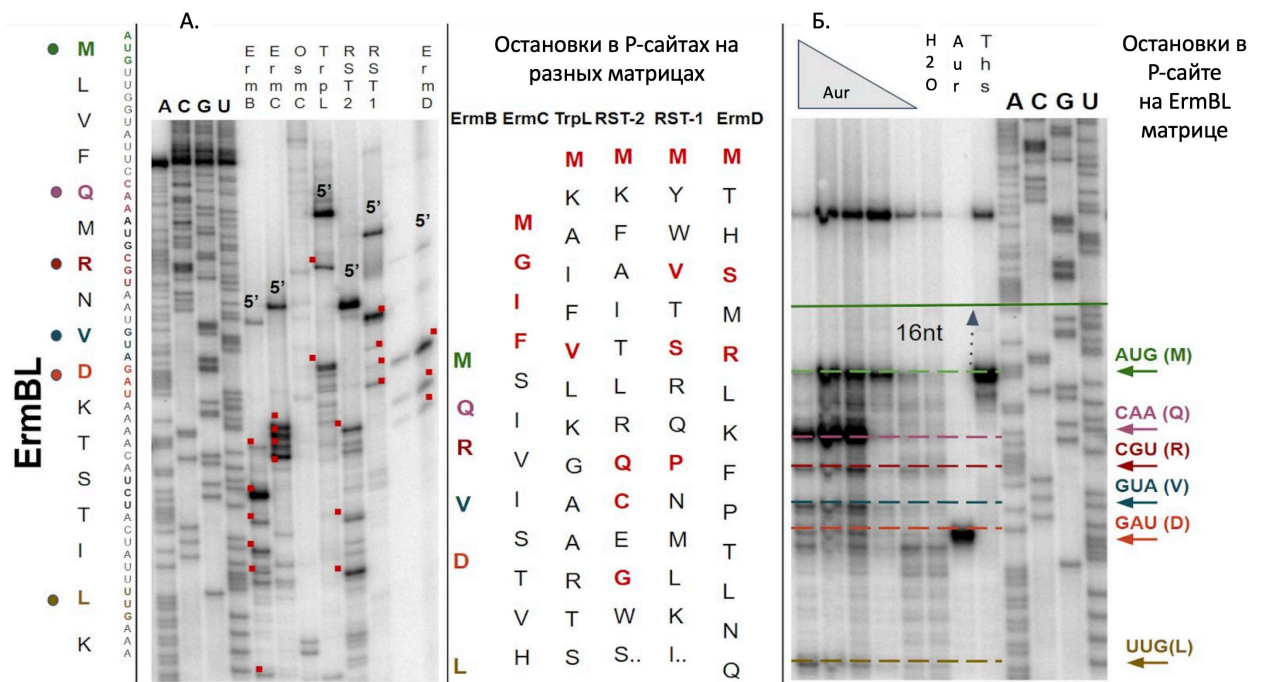 А.
Б.
ErmBL
M
L
V
F
Q
M
R
N
V
D
K
T
S
T
I
L
K
A C G U
ErmB
ErmC
OsmC
TrpL
RST2
RST1
ErmD
5’
5’
5’
5’
5’
5’
Остановки в Р-сайтах на
разных матрицах
ErmB ErmC TrpL RST-2 RST-1 ErmD
M
Q
R
V
D
L
M
G
I
F
S
I
V
I
S
T
V
H
M
K
A
I
F
V
L
K
G
A
A
R
T
S
M
K
F
A
I
T
L
R
Q
C
E
G
W
S..
M
Y
W
V
T
S
R
Q
P
N
M
L
K
I..
M
T
H
S
M
R
L
K
F
P
T
L
N
Q
Aur
H2O
Aur
Ths
A C G U
16nt
Остановки в
Р-сайте
на ErmBL
матрице
AUG (M)
CAA (Q)
CGU (R)
GUA (V)
GAU (D)
UUG(L)